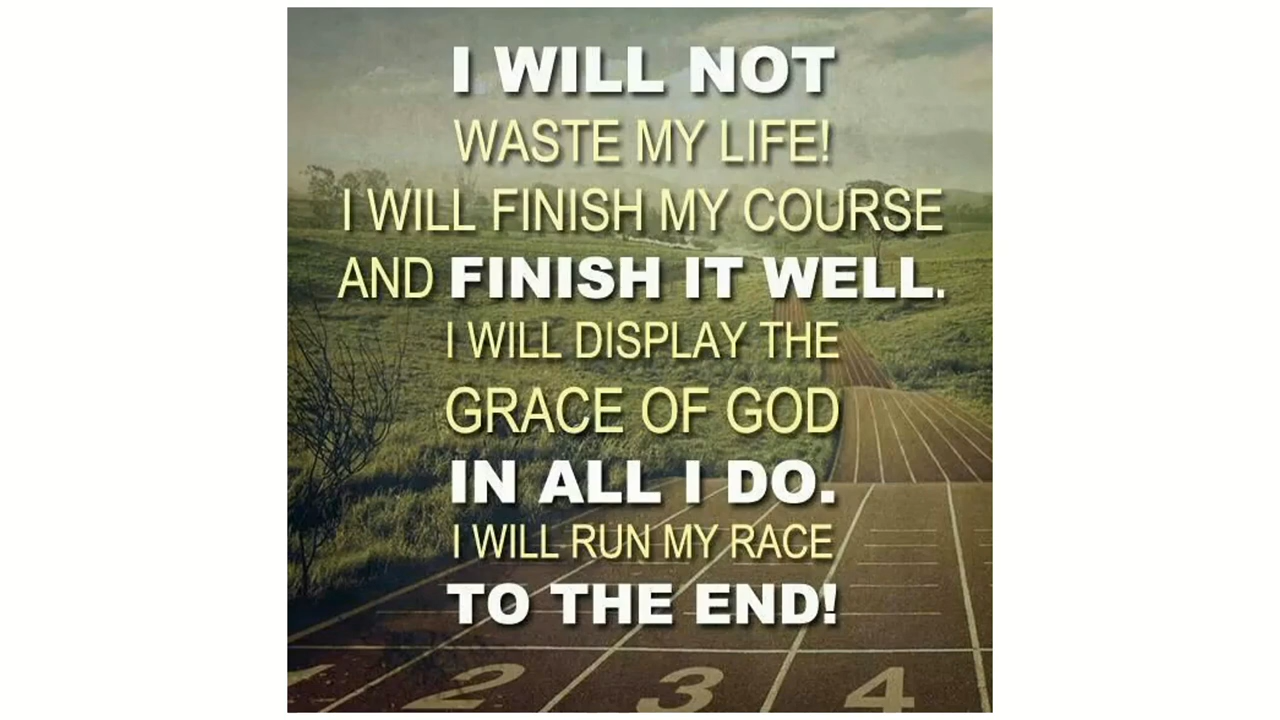 I WILL NOT
WASTE MY LIFE!
I WILL FINISH MY COURSE
AND FINISH IT WELL.
I WILL DISPLAY THE
GRACE OF GOD
IN ALL I DO.
I WILL RUN MY RACE
TO THE END!
2 3 4